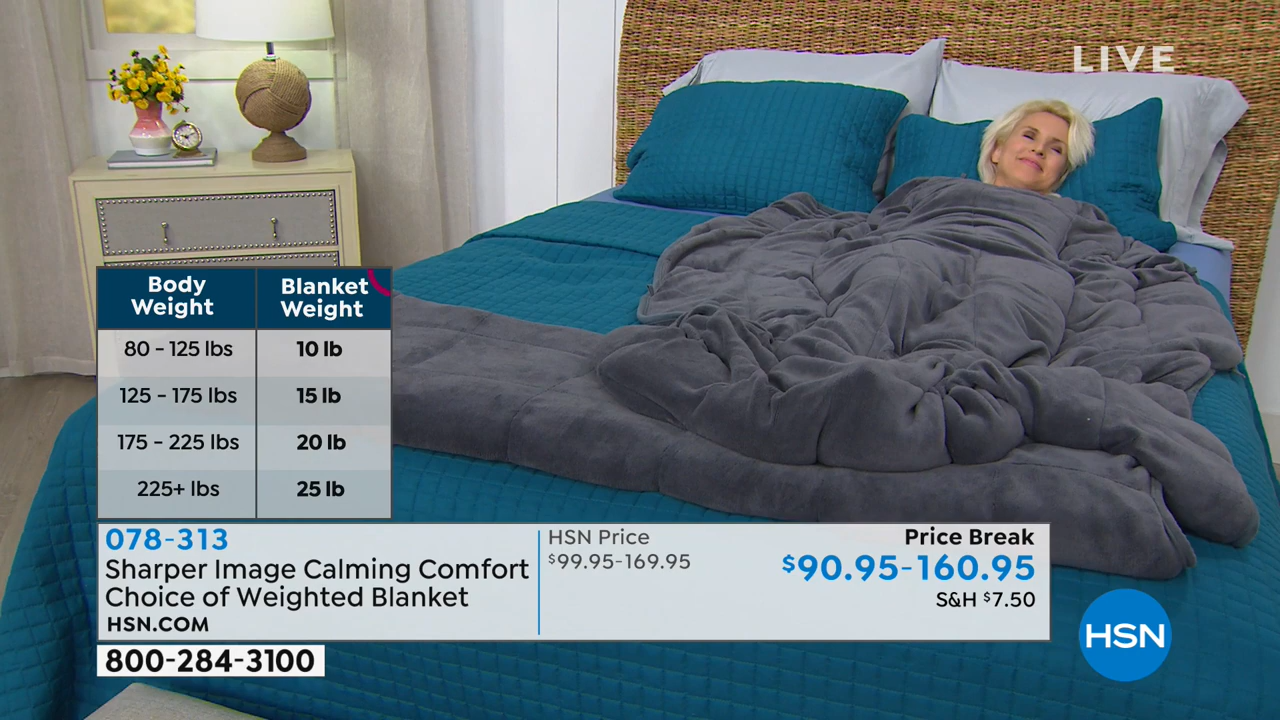 LIVE
Body Weight
Blanket Weight
80 - 125 lbs
10 lb
125 - 175 lbs
15 lb
175 - 225 lbs
20 lb
225+ lbs
25 lb
078-313
Sharper Image Calming Comfort
Choice of Weighted Blanket
HSN.COM
HSN Price
$99.95-169.95
Price Break
$90.95-160.95
S&H $7.50
HSN
800-284-3100